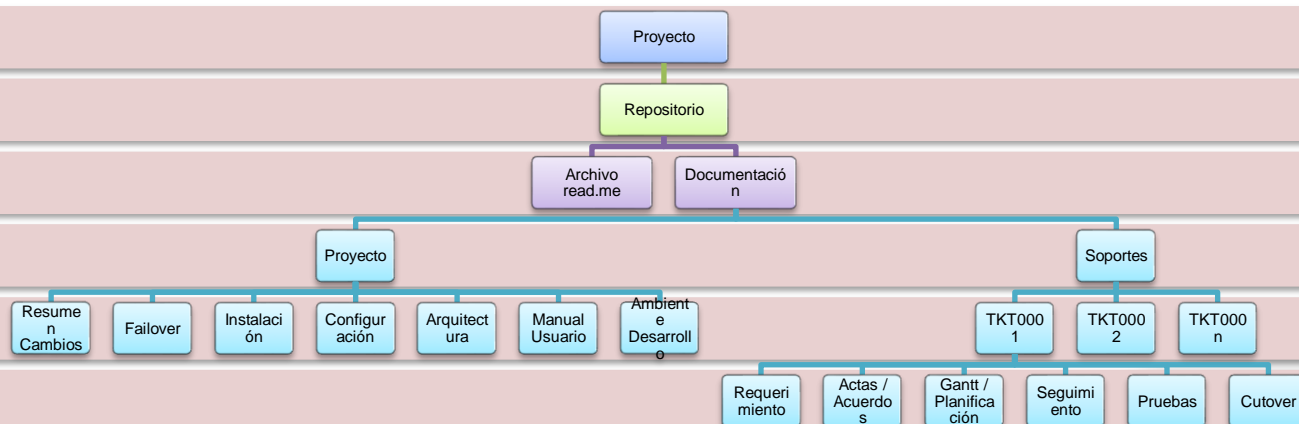 Proyecto
Repositorio
Archivo
read.me
Documentació
n
Proyecto
Soportes
Resume
n
Cambios
Failover
Instalaci
ón
Configur
ación
Arquitect
ura
Manual
Usuario
Ambient
e
Desarroll
o
TKT000
1
TKT000
2
TKT000
n
Requeri
miento
Actas /
Acuerdo
s
Gantt /
Planifica
ción
Seguimi
ento
Pruebas
Cutover